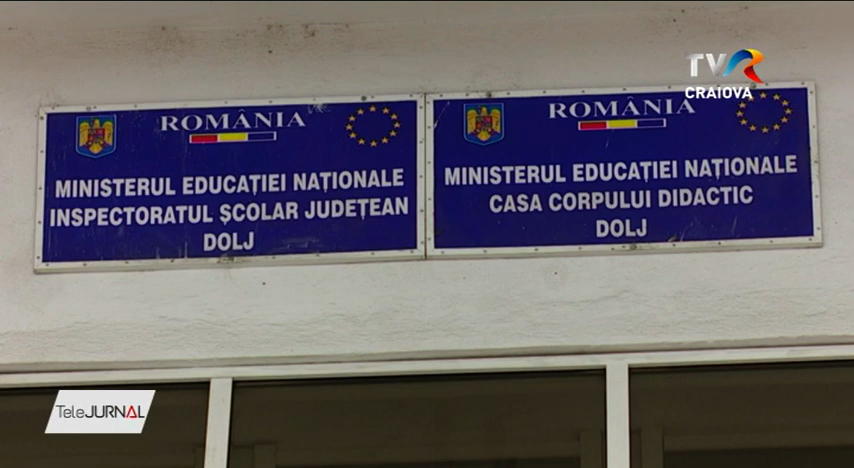 TVR
CRAIOVA
ROMÂNIA
MINISTERUL EDUCAȚIEI NAȚIONALE
INSPECTORATUL ȘCOLAR JUDEȚEAN
DOLJ
ROMÂNIA
MINISTERUL EDUCAȚIEI NAȚIONALE
CASA CORPULUI DIDACTIC
DOLJ
TeleJURNAL